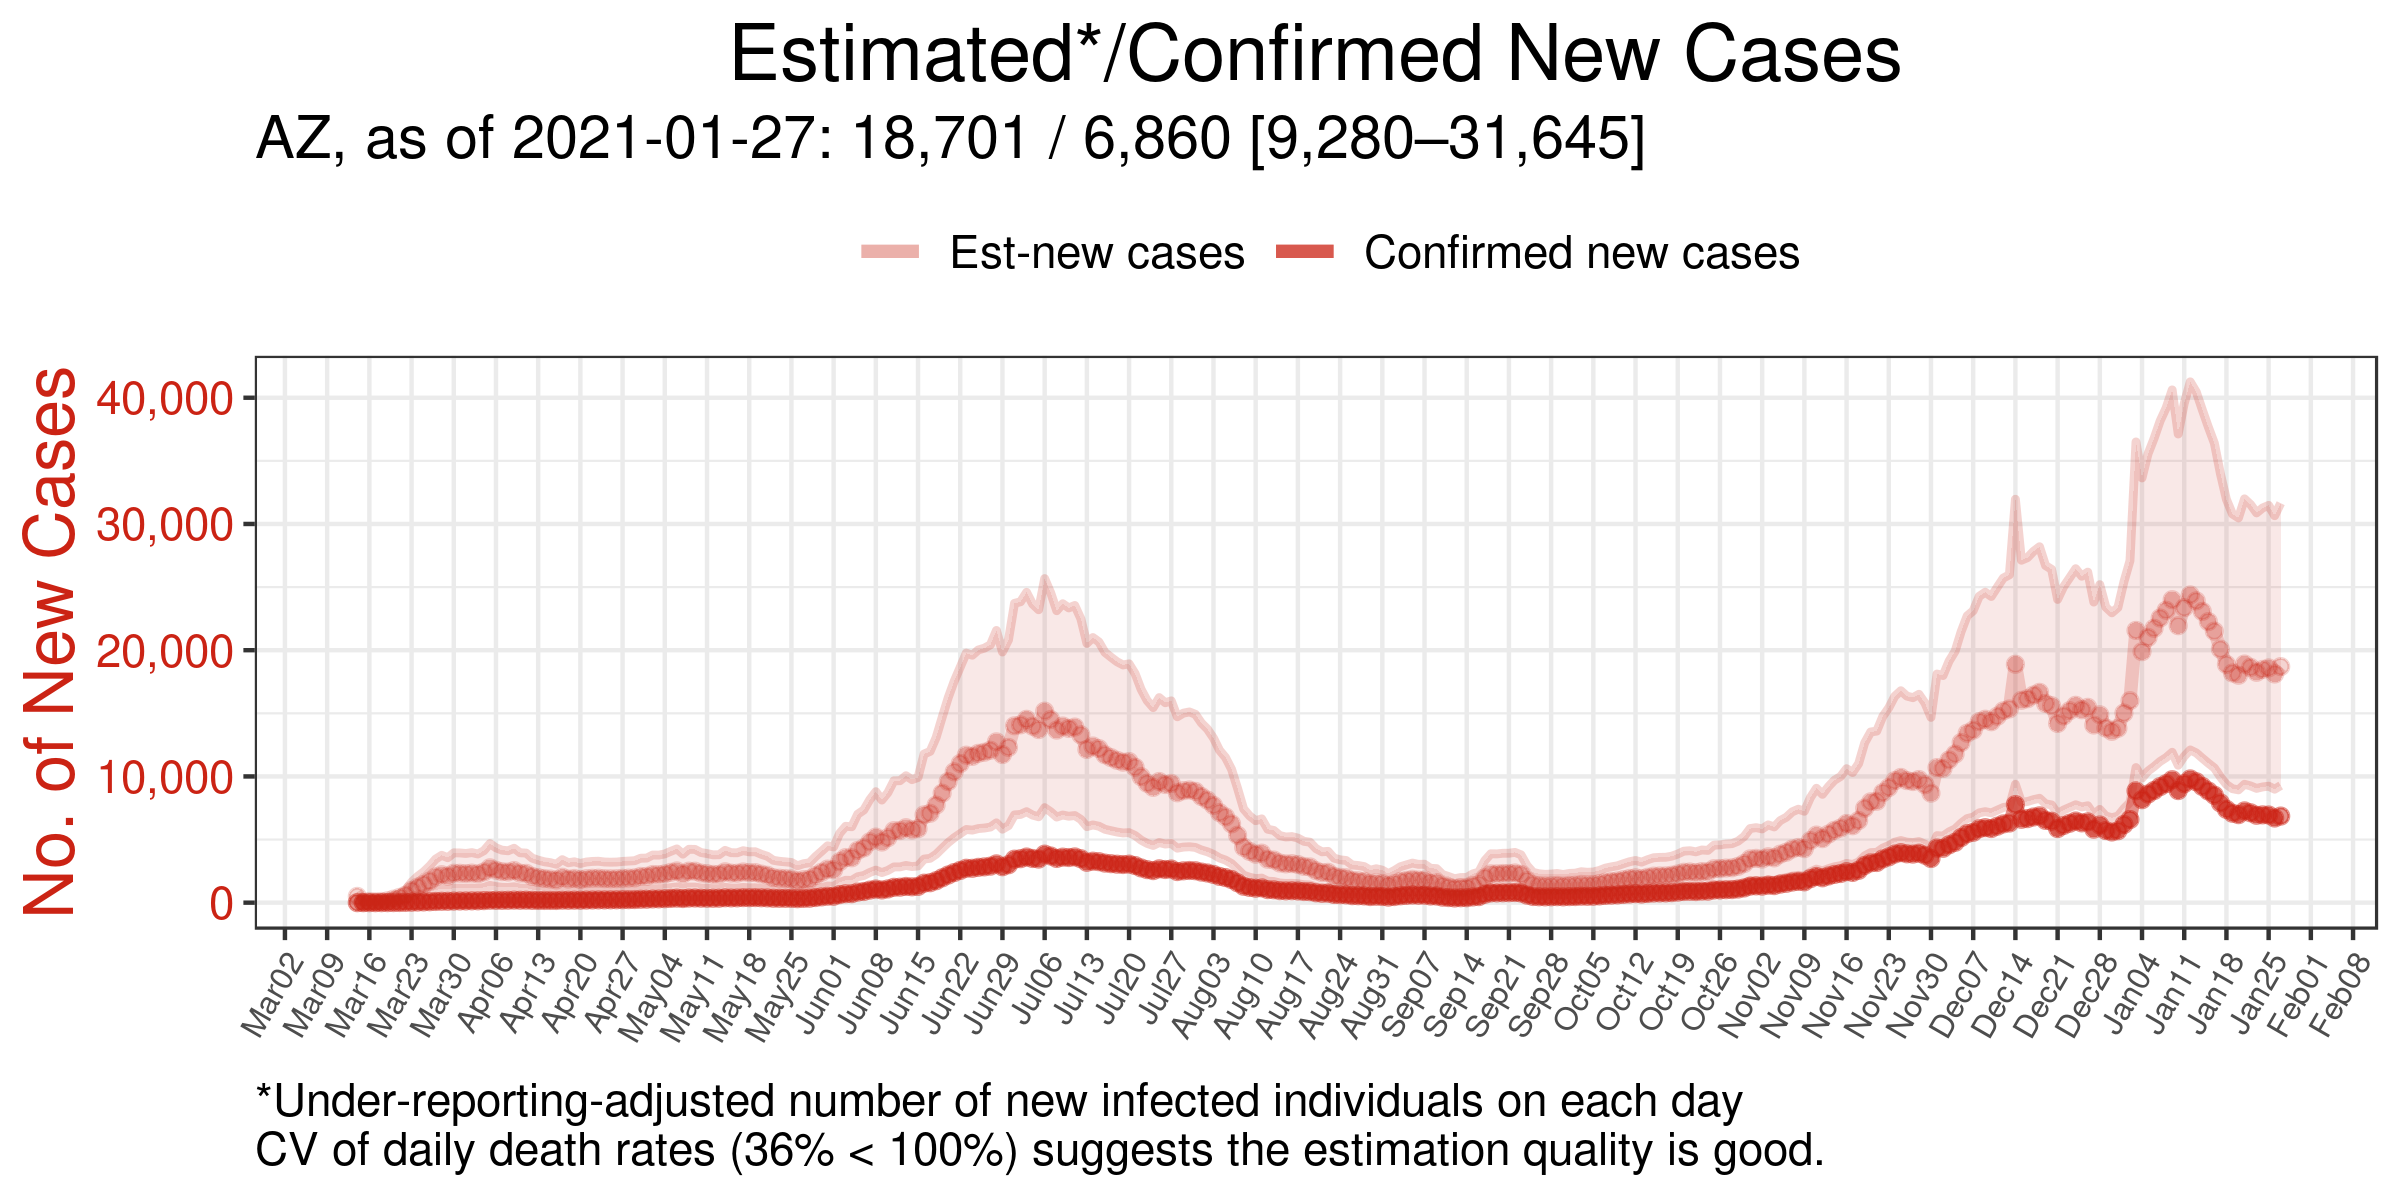 Estimated*/Confirmed New Cases
AZ, as of 2021-01-27: 18,701 / 6,860 [9,280–31,645]
Est-new cases Confirmed new cases
No. of New Cases
40,000
30,000
20,000
10,000
0
Mar02 Mar09 Mar16 Mar23 Mar30 Apr06 Apr13 Apr20 Apr27 May04 May11 May18 May25 Jun01 Jun08 Jun15 Jun22 Jun29 Jul06 Jul13 Jul20 Jul27 Aug03 Aug10 Aug17 Aug24 Aug31 Sep07 Sep14 Sep21 Sep28 Oct05 Oct12 Oct19 Oct26 Nov02 Nov09 Nov16 Nov23 Nov30 Dec07 Dec14 Dec21 Dec28 Jan04 Jan11 Jan18 Jan25 Feb01 Feb08
*Under-reporting-adjusted number of new infected individuals on each day
CV of daily death rates (36% < 100%) suggests the estimation quality is good.